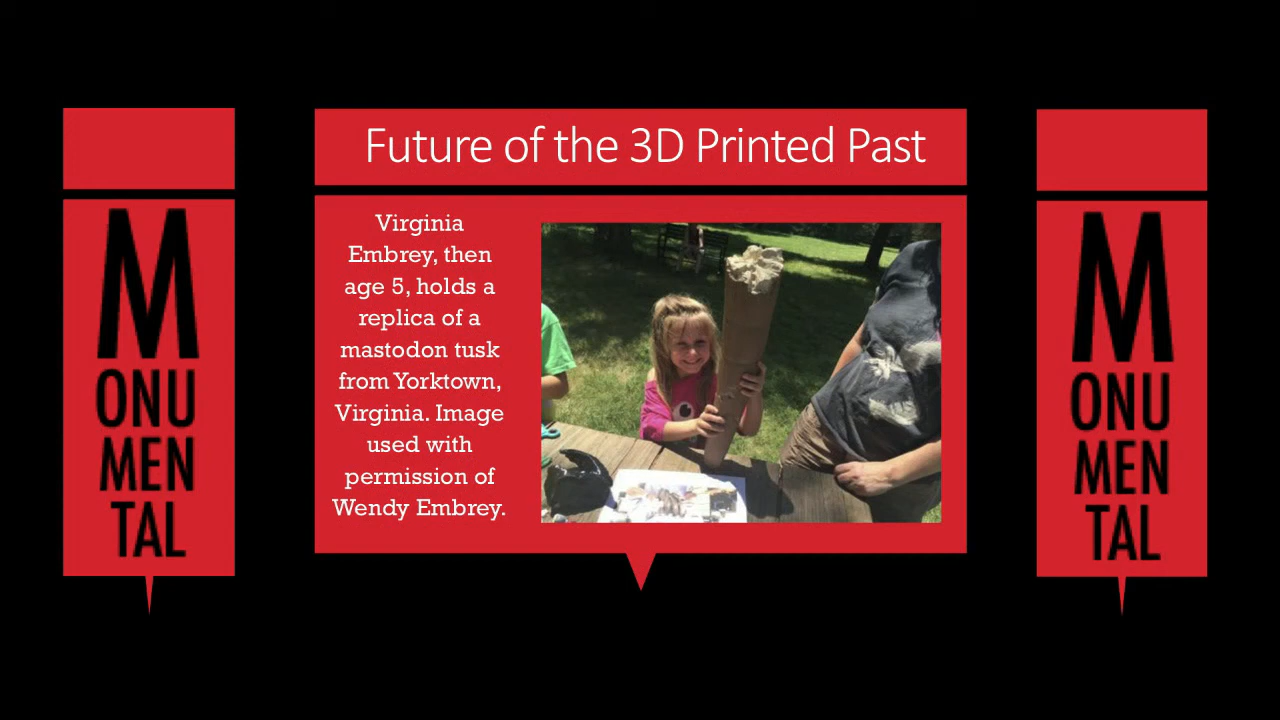 Future of the 3D Printed Past
M
ONU
MEN
TAL
Virginia
Embrey, then
age 5, holds a
replica of a
mastodon tusk
from Yorktown,
Virginia. Image
used with
permission of
Wendy Embrey.
M
ONU
MEN
TAL